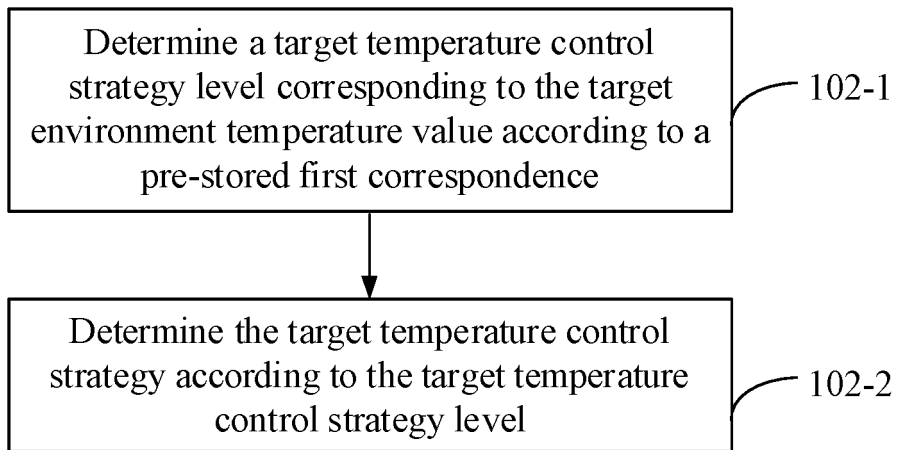 Determine a target temperature control
strategy level corresponding to the target
environment temperature value according to a
pre-stored first correspondence
102-1
Determine the target temperature control
strategy according to the target temperature
control strategy level
102-2